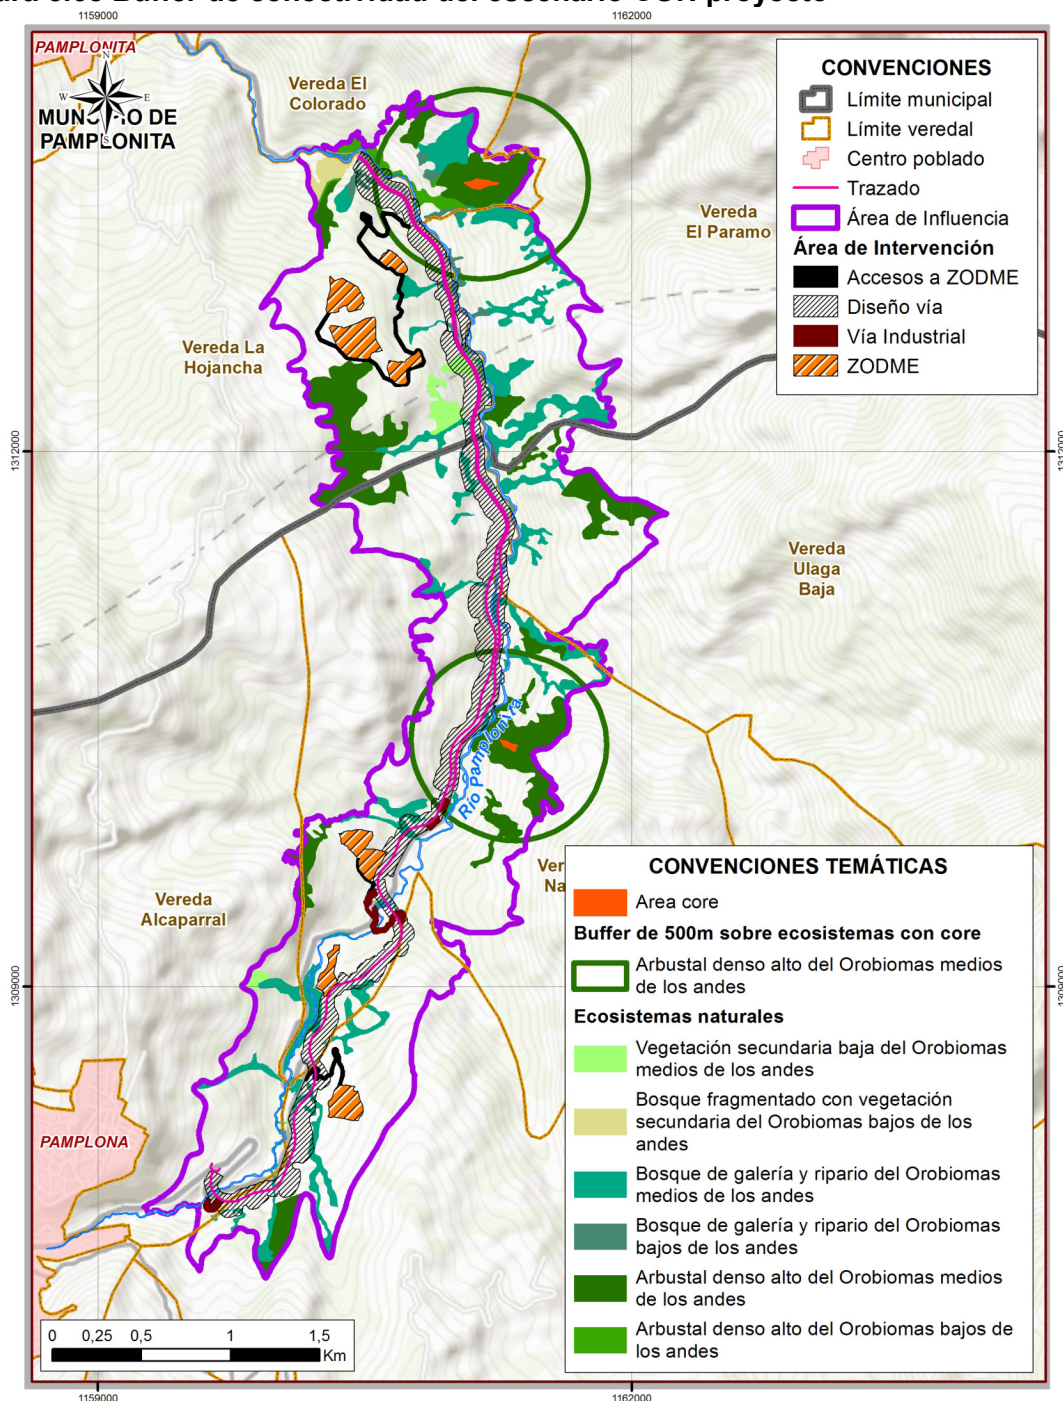 1159000
1162000
PAMPLONITA
N
W
E
S
DE
PAMPLONITA
Vereda El
Colorado
Vereda
El Paramo
Vereda La
Hojancha
Vereda
Ulaga
Baja
Río Pamplonita
Vereda
Alcaparral
PAMPLONA
1312000
1312000
1309000
CONVENCIONES
Límite municipal
Límite veredal
Centro poblado
Trazado
Área de Influencia
Área de Intervención
Accesos a ZODME
Diseño vía
Vía Industrial
ZODME
CONVENCIONES TEMÁTICAS
Area core
Buffer de 500m sobre ecosistemas con core
Arbustal denso alto del Orobiomas medios
de los andes
Ecosistemas naturales
Vegetación secundaria baja del Orobiomas
medios de los andes
Bosque fragmentado con vegetación
secundaria del Orobiomas bajos de los
andes
Bosque de galería y ripario del Orobiomas
medios de los andes
Bosque de galería y ripario del Orobiomas
bajos de los andes
Arbustal denso alto del Orobiomas medios
de los andes
Arbustal denso alto del Orobiomas bajos de
los andes
0 0,25 0,5 1 1,5
Km
1159000
1162000